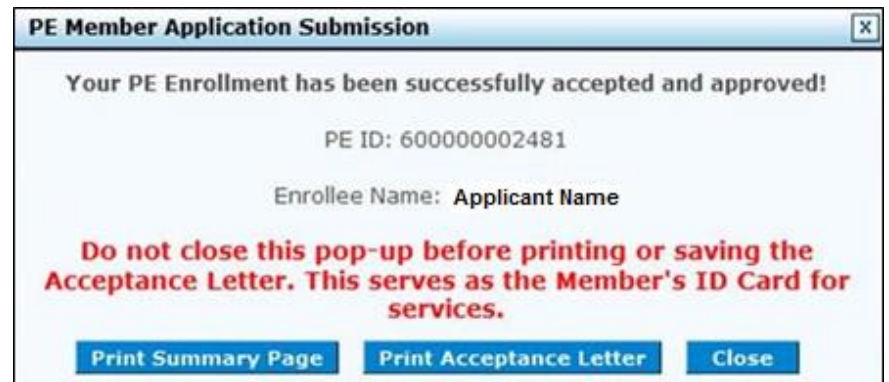 PE Member Application Submission X
Your PE Enrollment has been successfully accepted and approved!
PE ID: 600000002481
Enrollee Name: Applicant Name
Do not close this pop-up before printing or saving the
Acceptance Letter. This serves as the Member's ID Card for
services.
Print Summary Page Print Acceptance Letter Close